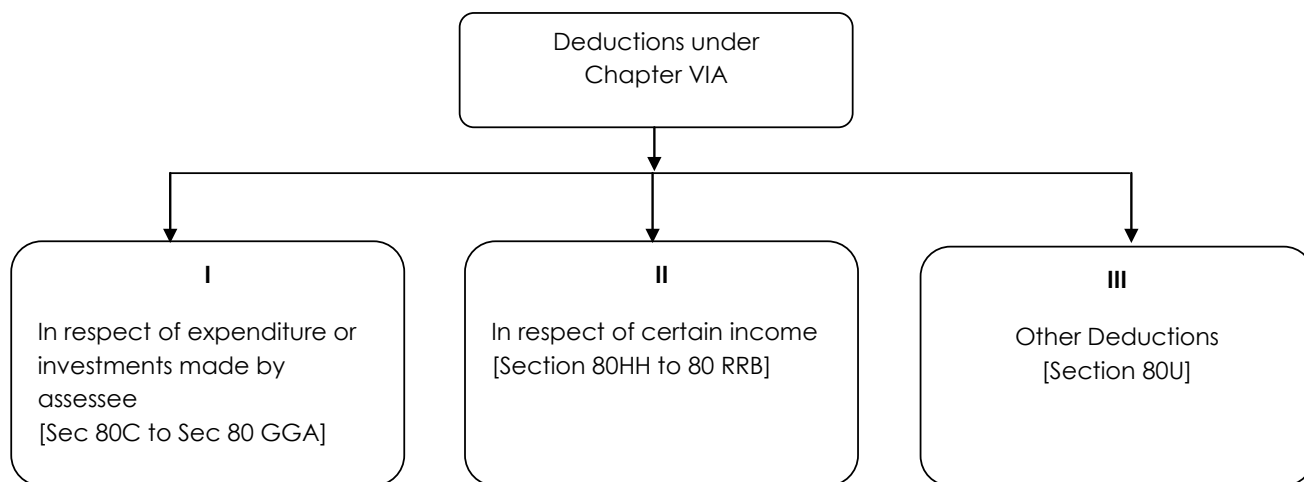 Deductions under
Chapter VIA
I
In respect of expenditure or
investments made by
assessee
[Sec 80C to Sec 80 GGA]
II
In respect of certain income
[Section 80HH to 80 RRB]
III
Other Deductions
[Section 80U]